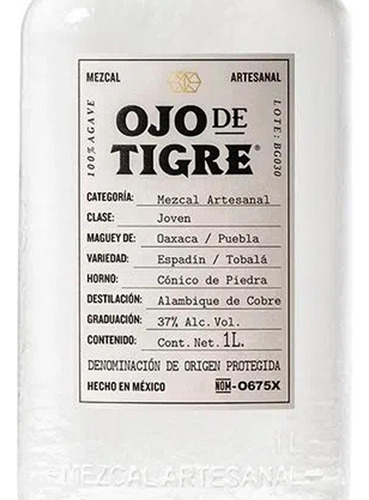 MEZCAL ARTESANAL
OJO DE
TIGRE®
100% AGAVE
LOTE: BG030
CATEGORÍA: Mezcal Artesanal
CLASE: Joven
MAGUEY DE: Oaxaca / Puebla
VARIEDAD: Espadín / Tobalá
HORNO: Cónico de Piedra
DESTILACIÓN: Alambique de Cobre
GRADUACIÓN: 37% Alc. Vol.
CONTENIDO: Cont. Net. 1L.
DENOMINACIÓN DE ORIGEN PROTEGIDA
HECHO EN MÉXICO NOM-O675X
1L
MEZCAL ARTESANAL